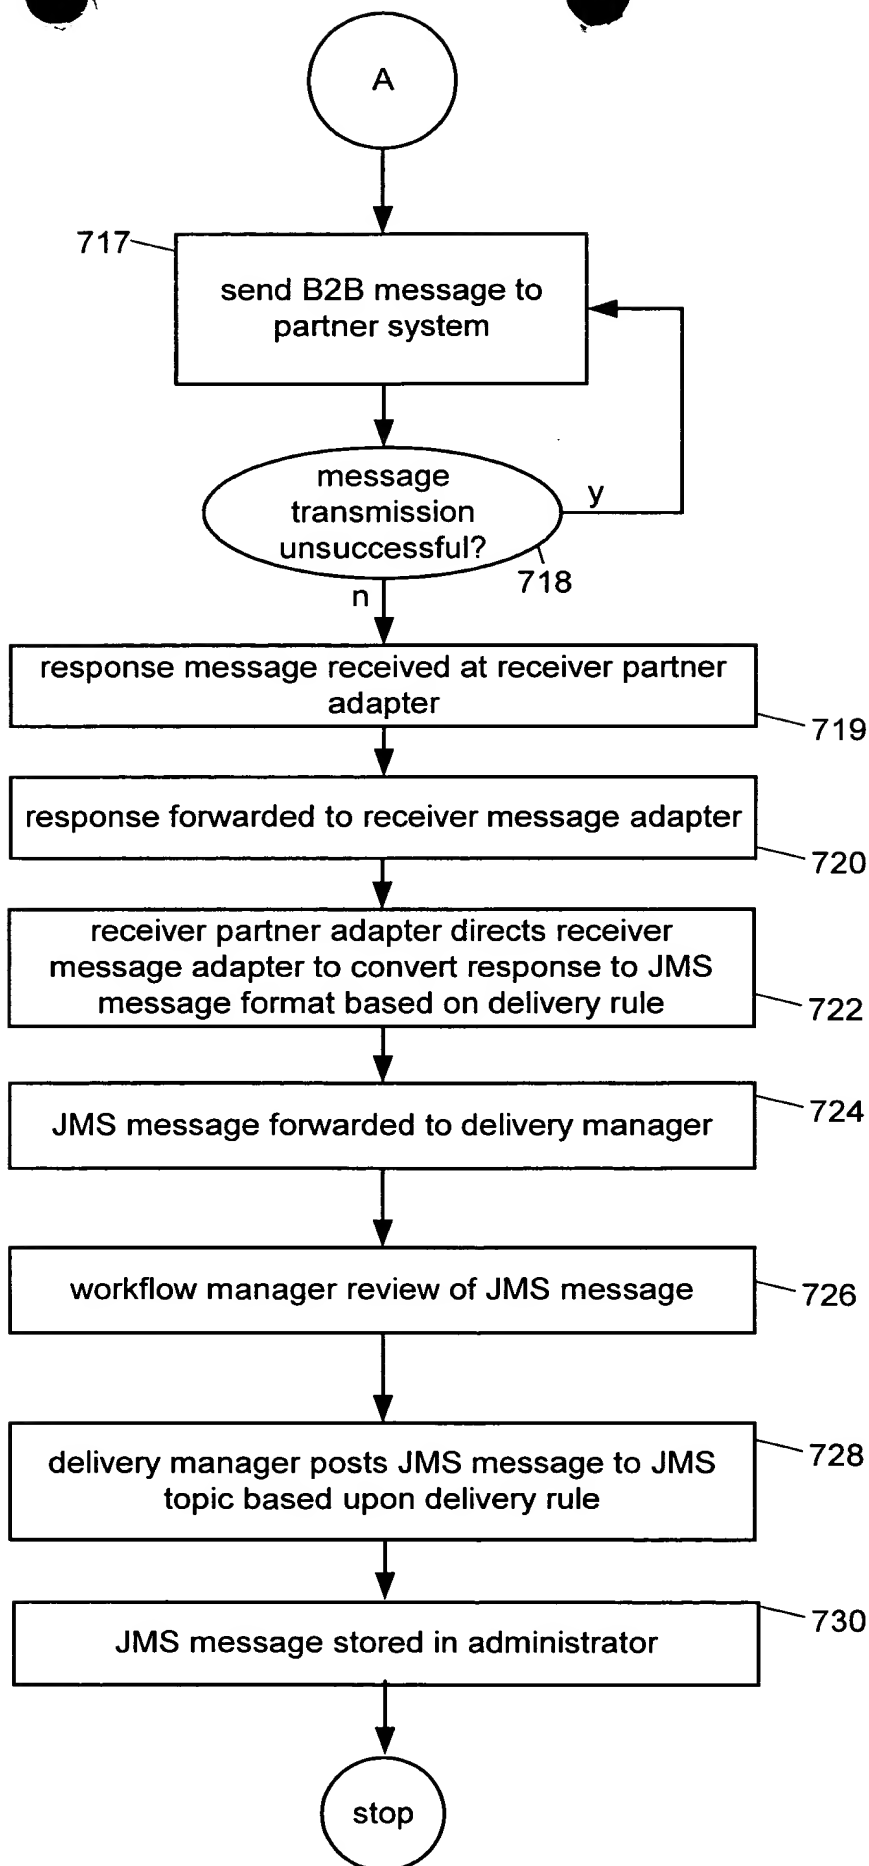 A
717
send B2B message to
partner system
message
transmission
unsuccessful?
y
718
n
response message received at receiver partner
adapter
719
response forwarded to receiver message adapter
720
receiver partner adapter directs receiver
message adapter to convert response to JMS
message format based on delivery rule
722
JMS message forwarded to delivery manager
724
workflow manager review of JMS message
726
delivery manager posts JMS message to JMS
topic based upon delivery rule
728
JMS message stored in administrator
730
stop